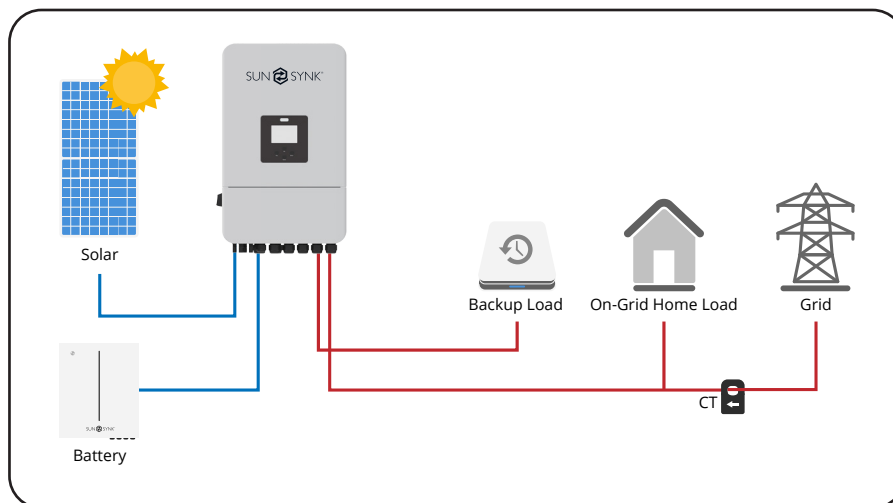 SUN SYNK
Solar
Backup Load
On-Grid Home Load
Grid
CT
SUN SYNK
Battery